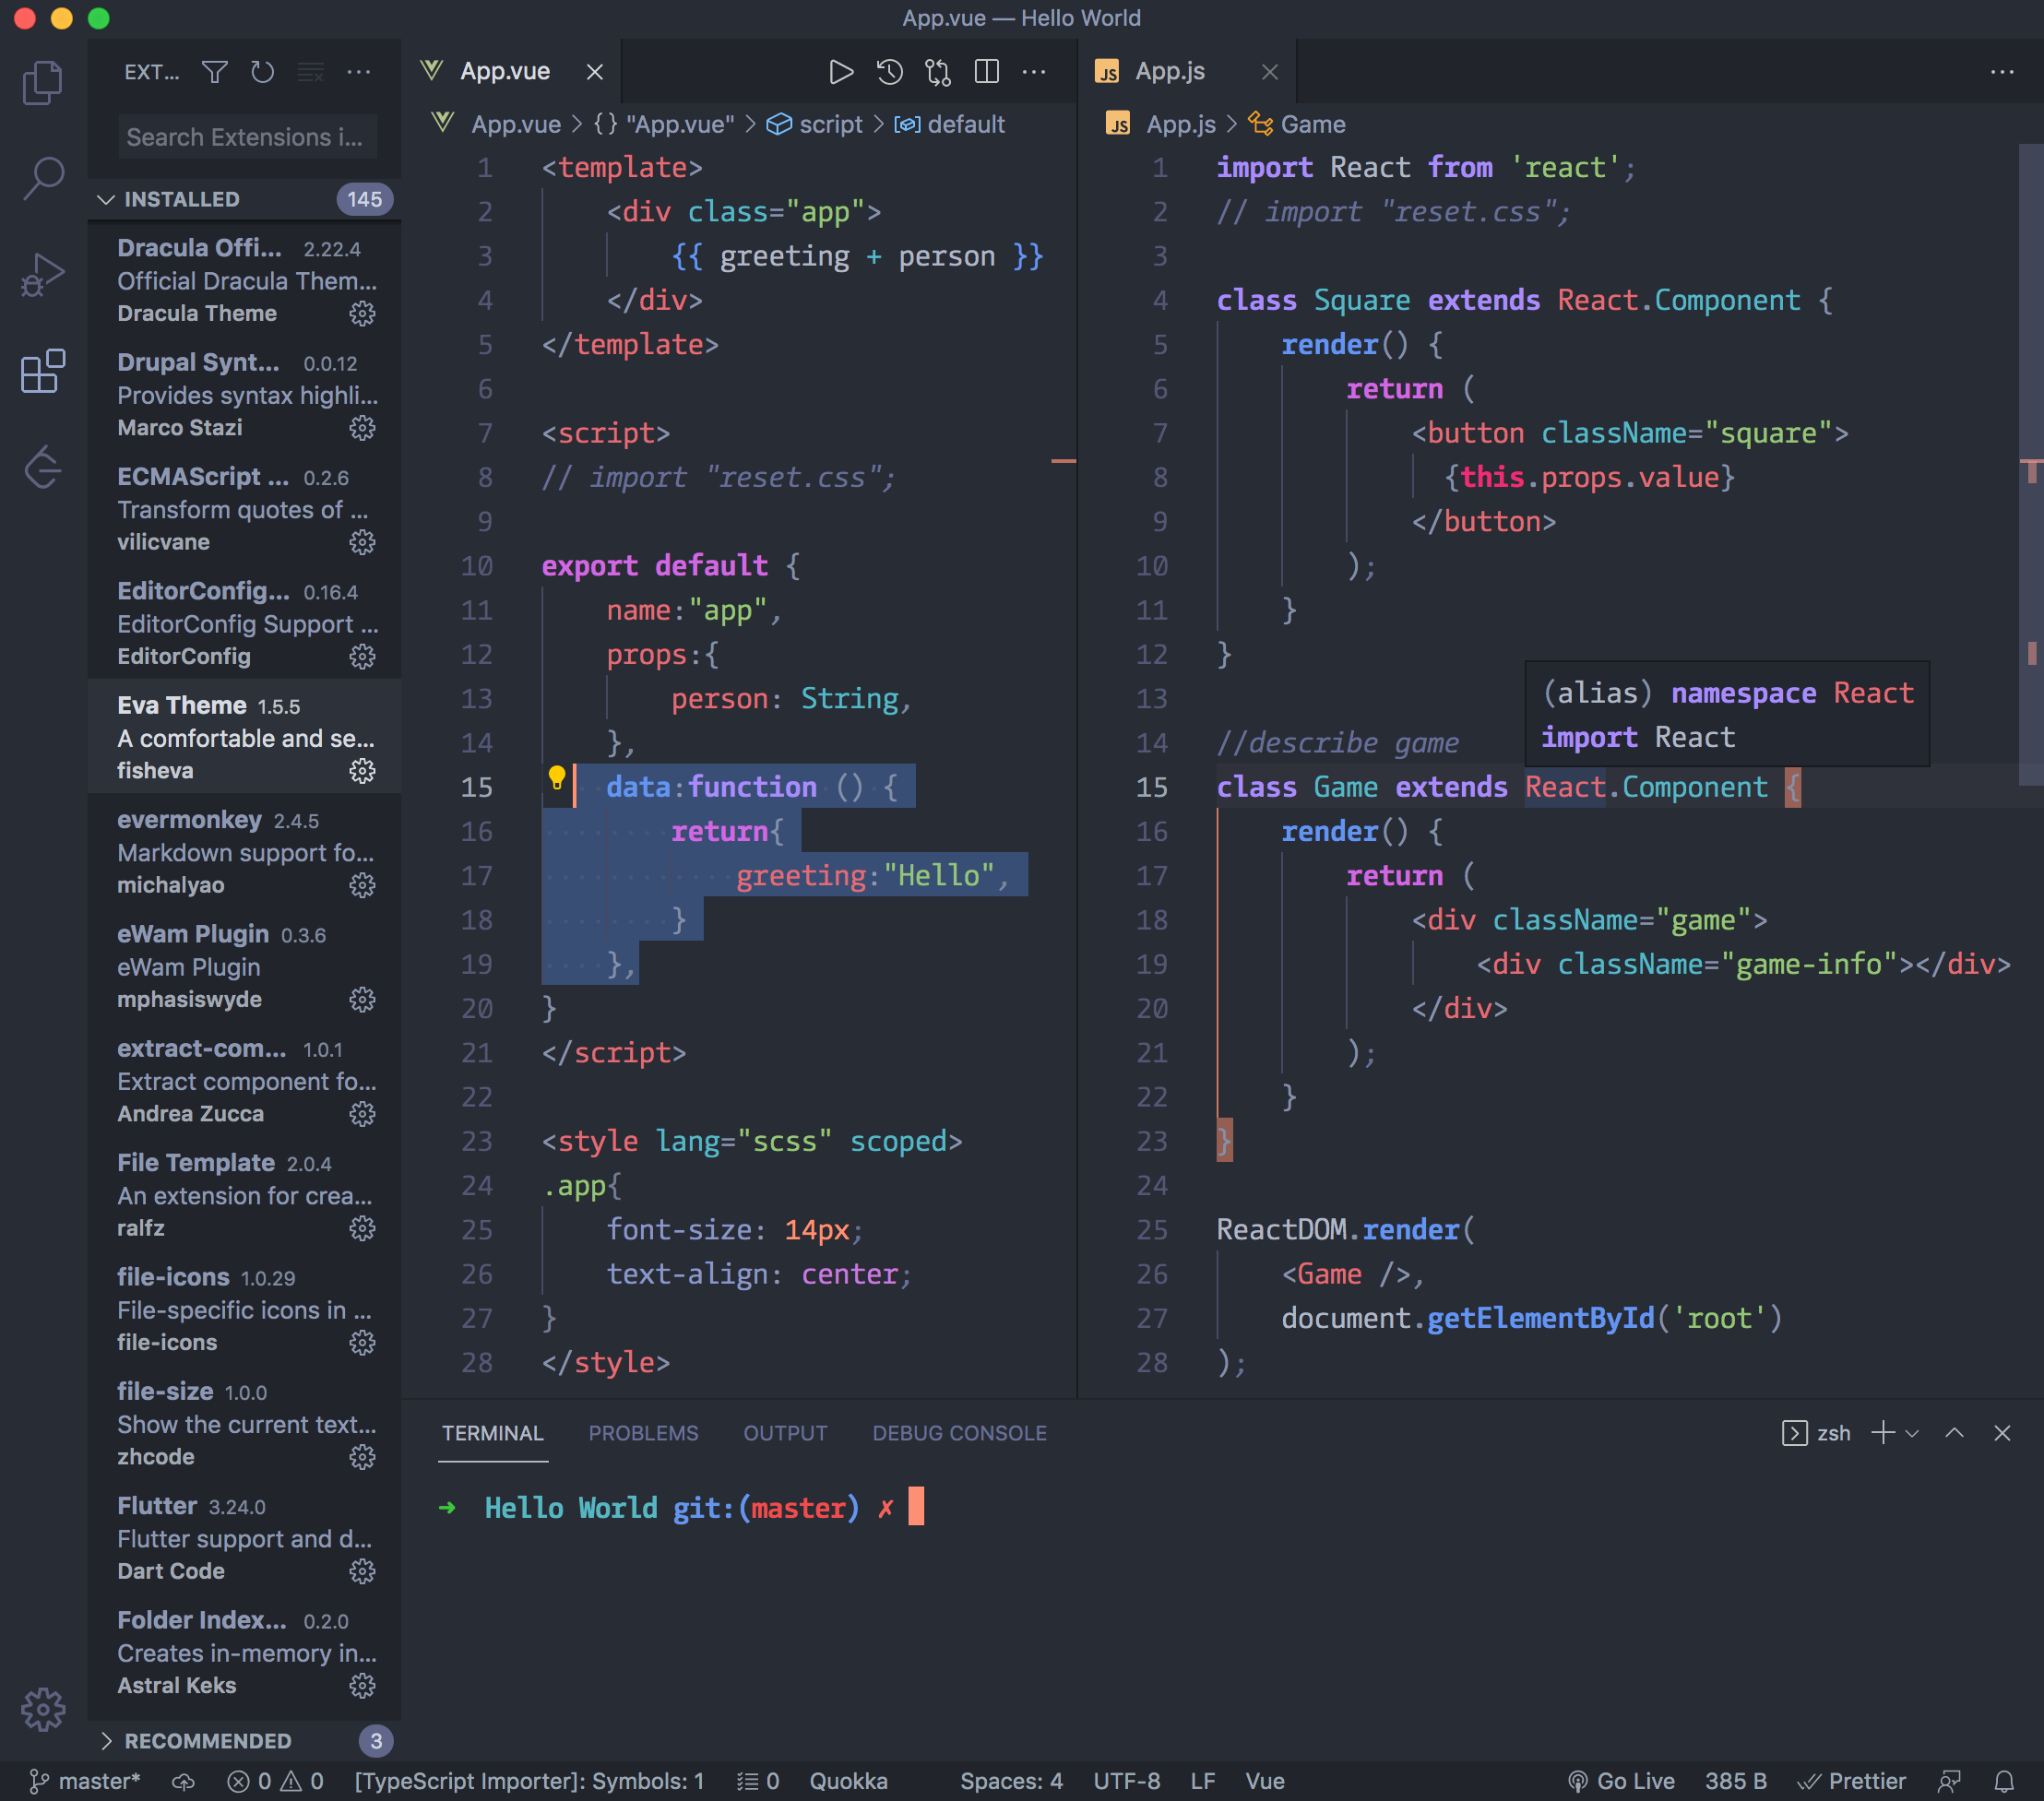 App.vue — Hello World
EXT...
Search Extensions i...
INSTALLED 145
Dracula Offi... 2.22.4
Official Dracula Them...
Dracula Theme
Drupal Synt... 0.0.12
Provides syntax highli...
Marco Stazi
ECMAScript ... 0.2.6
Transform quotes of ...
vilicvane
EditorConfig... 0.16.4
EditorConfig Support ...
EditorConfig
Eva Theme 1.5.5
A comfortable and se...
fisheva
evermonkey 2.4.5
Markdown support fo...
michalyao
eWam Plugin 0.3.6
eWam Plugin
mphasiswyde
extract-com... 1.0.1
Extract component fo...
Andrea Zucca
File Template 2.0.4
An extension for crea...
ralfz
file-icons 1.0.29
File-specific icons in ...
file-icons
file-size 1.0.0
Show the current text...
zhcode
Flutter 3.24.0
Flutter support and d...
Dart Code
Folder Index... 0.2.0
Creates in-memory in...
Astral Keks
RECOMMENDED 3
App.vue
App.vue > {} "App.vue" > script > default
1 <template>
2 <div class="app">
3 {{ greeting + person }}
4 </div>
5 </template>
6
7 <script>
8 // import "reset.css";
9
10 export default {
11 name:"app",
12 props:{
13 person: String,
14 },
15 data:function () {
16 return{
17 greeting:"Hello",
18 }
19 },
20 }
21 </script>
22
23 <style lang="scss" scoped>
24 .app{
25 font-size: 14px;
26 text-align: center;
27 }
28 </style>
JS App.js
JS App.js > Game
1 import React from 'react';
2 // import "reset.css";
3
4 class Square extends React.Component {
5 render() {
6 return (
7 <button className="square">
8 {this.props.value}
9 </button>
10 );
11 }
12 }
13
(alias) namespace React
import React
14 //describe game
15 class Game extends React.Component {
16 render() {
17 return (
18 <div className="game">
19 <div className="game-info"></div>
20 </div>
21 );
22 }
23 }
24
25 ReactDOM.render(
26 <Game />,
27 document.getElementById('root')
28 );
TERMINAL PROBLEMS OUTPUT DEBUG CONSOLE zsh
➜ Hello World git:(master) ✗
master* 0 0 [TypeScript Importer]: Symbols: 1 0 Quokka Spaces: 4 UTF-8 LF Vue Go Live 385 B Prettier